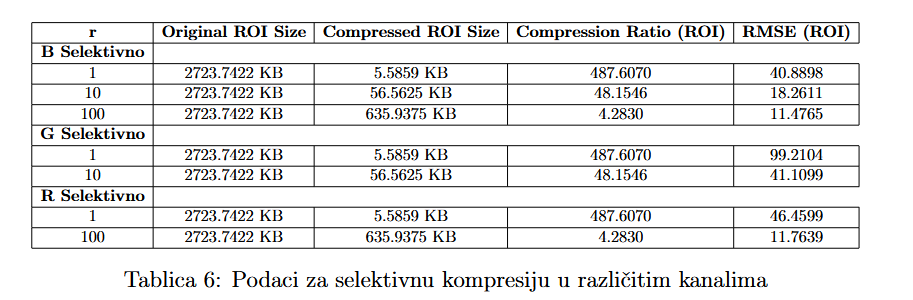 r Original ROI Size Compressed ROI Size Compression Ratio (ROI) RMSE (ROI)
B Selektivno
1 2723.7422 KB 5.5859 KB 487.6070 40.8898
10 2723.7422 KB 56.5625 KB 48.1546 18.2611
100 2723.7422 KB 635.9375 KB 4.2830 11.4765
G Selektivno
1 2723.7422 KB 5.5859 KB 487.6070 99.2104
10 2723.7422 KB 56.5625 KB 48.1546 41.1099
R Selektivno
1 2723.7422 KB 5.5859 KB 487.6070 46.4599
100 2723.7422 KB 635.9375 KB 4.2830 11.7639
Tablica 6: Podaci za selektivnu kompresiju u različitim kanalima